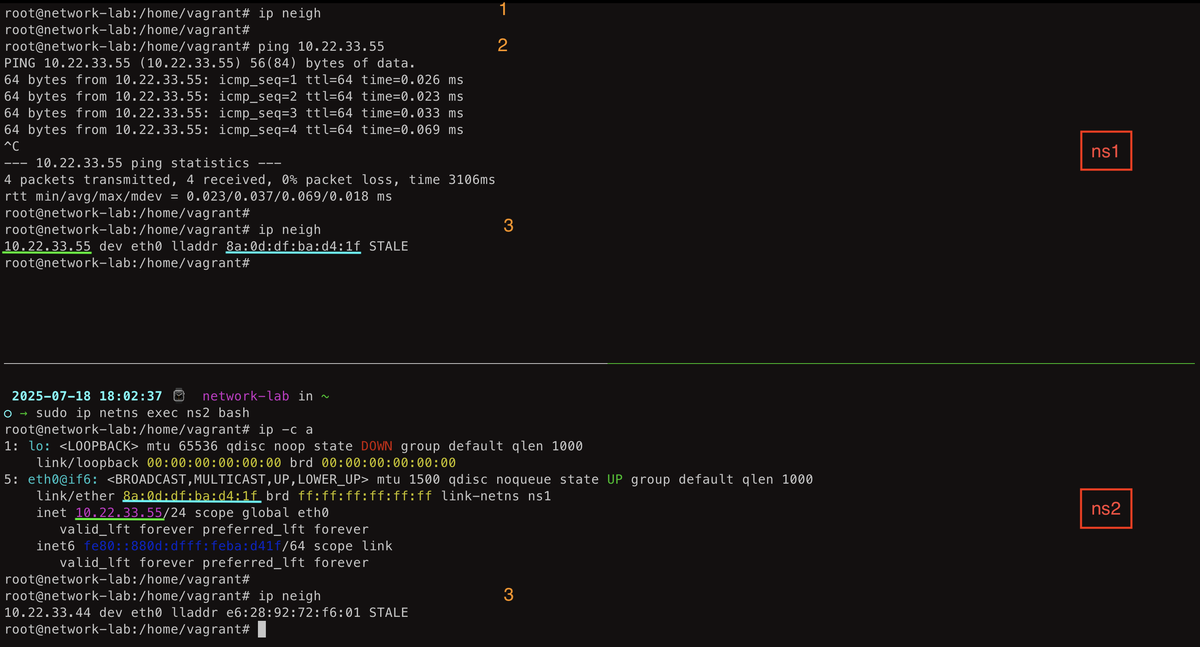 root@network-lab:/home/vagrant# ip neigh 1
root@network-lab:/home/vagrant#
root@network-lab:/home/vagrant# ping 10.22.33.55 2
PING 10.22.33.55 (10.22.33.55) 56(84) bytes of data.
64 bytes from 10.22.33.55: icmp_seq=1 ttl=64 time=0.026 ms
64 bytes from 10.22.33.55: icmp_seq=2 ttl=64 time=0.023 ms
64 bytes from 10.22.33.55: icmp_seq=3 ttl=64 time=0.033 ms
64 bytes from 10.22.33.55: icmp_seq=4 ttl=64 time=0.069 ms
^C
ns1
--- 10.22.33.55 ping statistics ---
4 packets transmitted, 4 received, 0% packet loss, time 3106ms
rtt min/avg/max/mdev = 0.023/0.037/0.069/0.018 ms
root@network-lab:/home/vagrant#
root@network-lab:/home/vagrant# ip neigh 3
10.22.33.55 dev eth0 lladdr 8a:0d:df:ba:d4:1f STALE
root@network-lab:/home/vagrant#
2025-07-18 18:02:37 network-lab in ~
○ → sudo ip netns exec ns2 bash
root@network-lab:/home/vagrant# ip -c a
1: lo: <LOOPBACK> mtu 65536 qdisc noop state DOWN group default qlen 1000
link/loopback 00:00:00:00:00:00 brd 00:00:00:00:00:00
5: eth0@if6: <BROADCAST,MULTICAST,UP,LOWER_UP> mtu 1500 qdisc noqueue state UP group default qlen 1000
link/ether 8a:0d:df:ba:d4:1f brd ff:ff:ff:ff:ff:ff link-netns ns1
ns2
inet 10.22.33.55/24 scope global eth0
valid_lft forever preferred_lft forever
inet6 fe80::880d:dfff:feba:d41f/64 scope link
valid_lft forever preferred_lft forever
root@network-lab:/home/vagrant#
root@network-lab:/home/vagrant# ip neigh 3
10.22.33.44 dev eth0 lladdr e6:28:92:72:f6:01 STALE
root@network-lab:/home/vagrant#